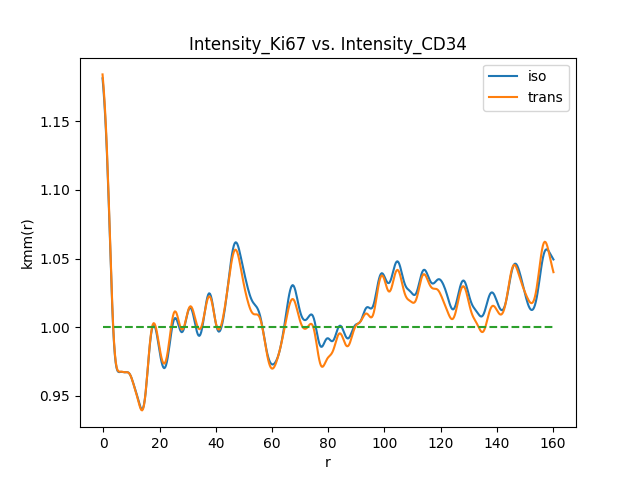 Intensity_Ki67 vs. Intensity_CD34
iso
trans
1.15
1.10
1.05
1.00
0.95
kmm(r)
0 20 40 60 80 100 120 140 160
r